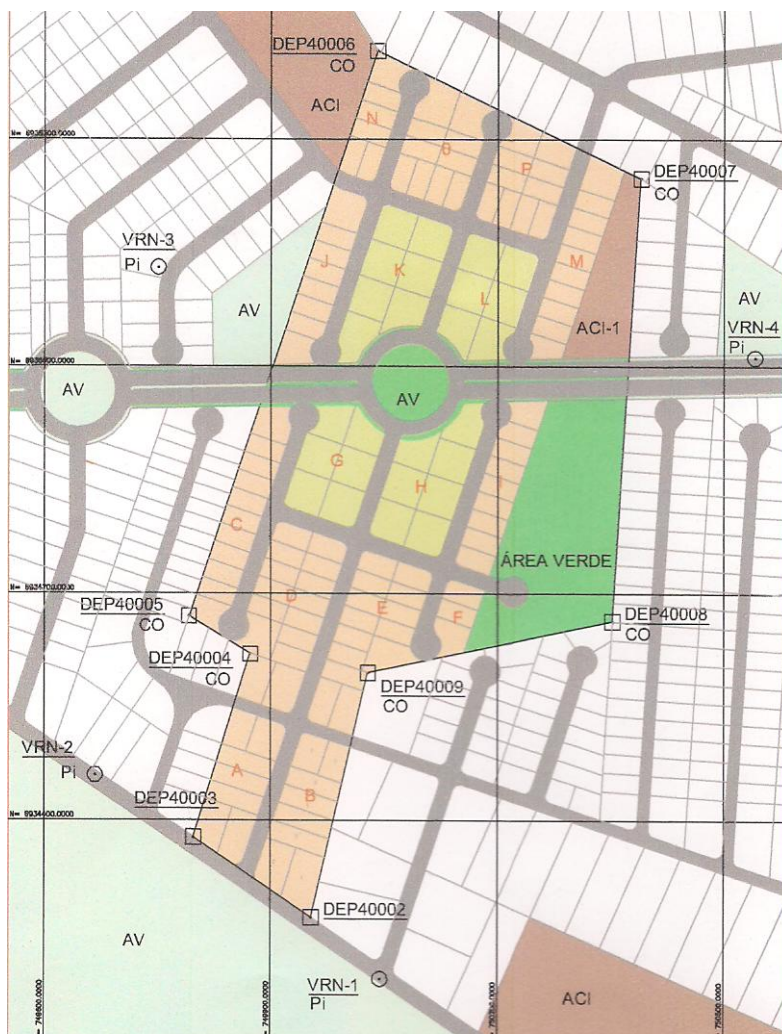 DEP40006
CO
ACI
N
P
DEP40007
CO
VRN-3
Pi
J
K
L
M
AV
AV
ACI-1
VRN-4
Pi
AV
AV
G
H
I
C
ÁREA VERDE
DEP40005
CO
D
E
F
DEP40008
CO
DEP40004
CO
DEP40009
CO
VRN-2
Pi
A
B
DEP40003
DEP40002
AV
VRN-1
Pi
ACI